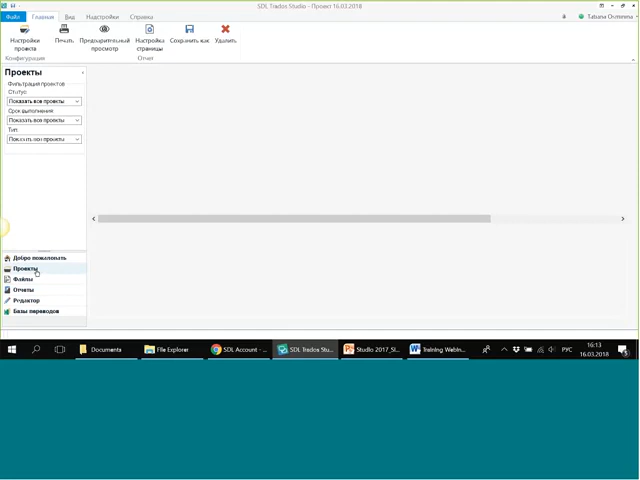 SDL Trados Studio - Проект 16.03.2018
Файл Главная Вид Надстройки Справка
Tatiana Osminina
Настройки проекта
Печать
Предварительный просмотр
Настройка страницы
Сохранить как
Удалить
Конфигурация
Отчет
Проекты
Фильтрация проектов
Статус:
Показать все проекты
Срок выполнения:
Показать все проекты
Тип:
Показать все проекты
Добро пожаловать
Проекты
Файлы
Отчеты
Редактор
Базы переводов
Documents
File Explorer
SDL Account - ...
SDL Trados Stu...
Studio 2017_SI...
Training Webin...
РУС
16:13
16.03.2018